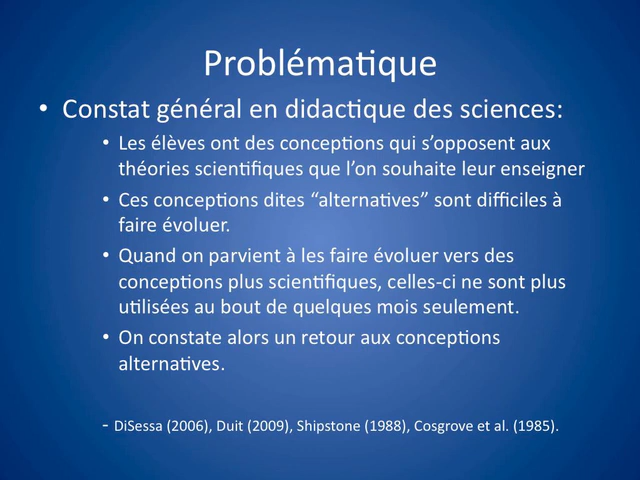 Problématique
• Constat général en didactique des sciences:
• Les élèves ont des conceptions qui s’opposent aux
théories scientifiques que l’on souhaite leur enseigner
• Ces conceptions dites “alternatives” sont difficiles à
faire évoluer.
• Quand on parvient à les faire évoluer vers des
conceptions plus scientifiques, celles-ci ne sont plus
utilisées au bout de quelques mois seulement.
• On constate alors un retour aux conceptions
alternatives.
- DiSessa (2006), Duit (2009), Shipstone (1988), Cosgrove et al. (1985).